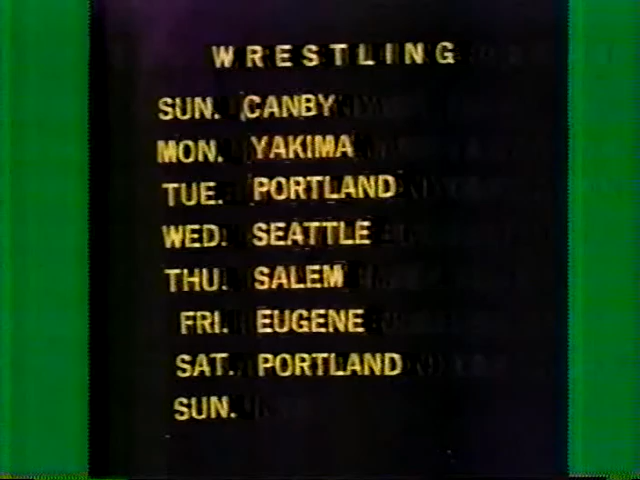 WRESTLING
SUN. CANBY
MON. YAKIMA
TUE. PORTLAND
WED. SEATTLE
THU. SALEM
FRI. EUGENE
SAT. PORTLAND
SUN.